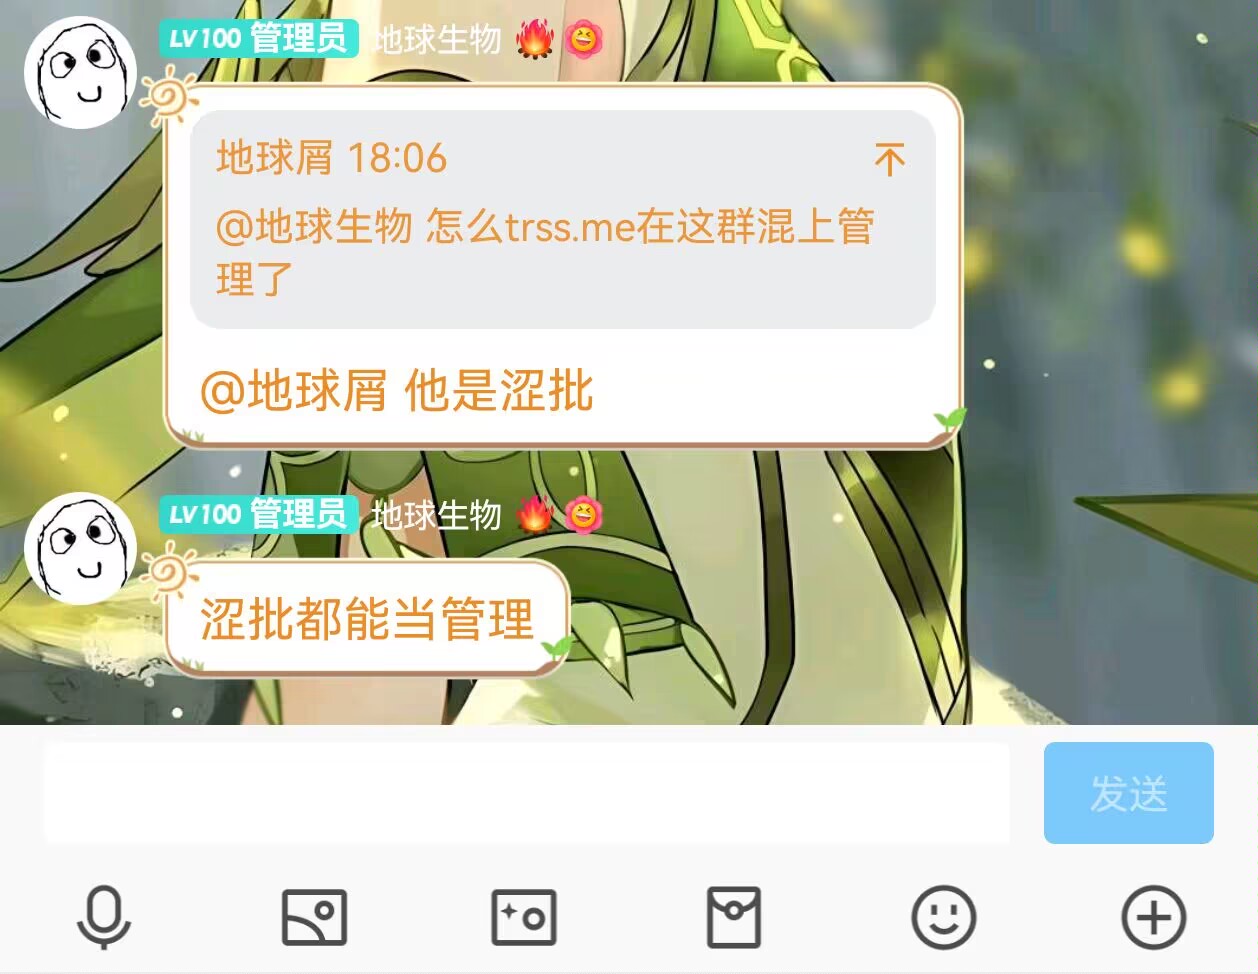 LV100 管理员 地球生物 🔥
地球屑 18:06
@地球生物 怎么trss.me在这群混上管
理了
@地球屑 他是涩批
LV100 管理员 地球生物 🔥
涩批都能当管理
发送